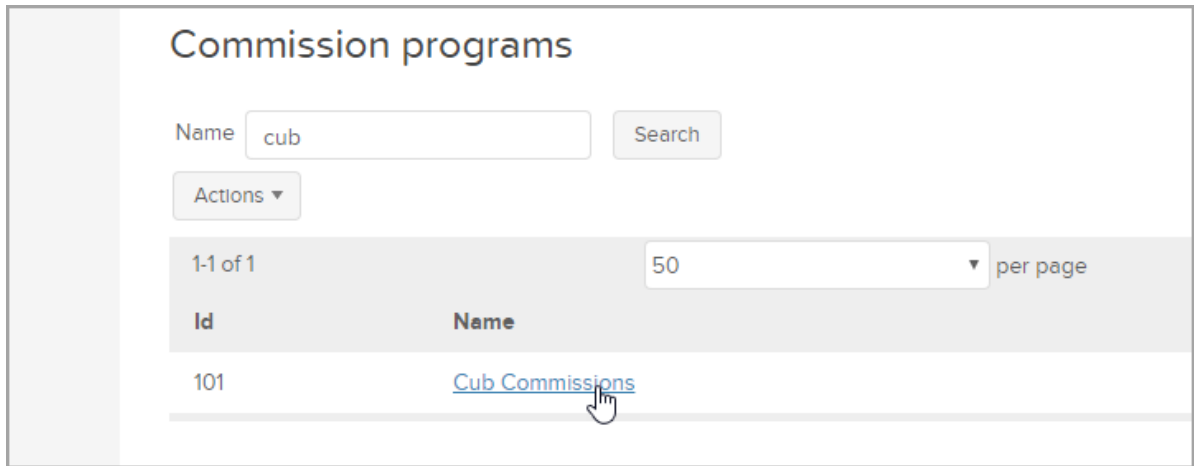 Commission programs
Name cub Search
Actions ▼
1-1 of 1 50 ▼ per page
Id Name
101 Cub Commissions